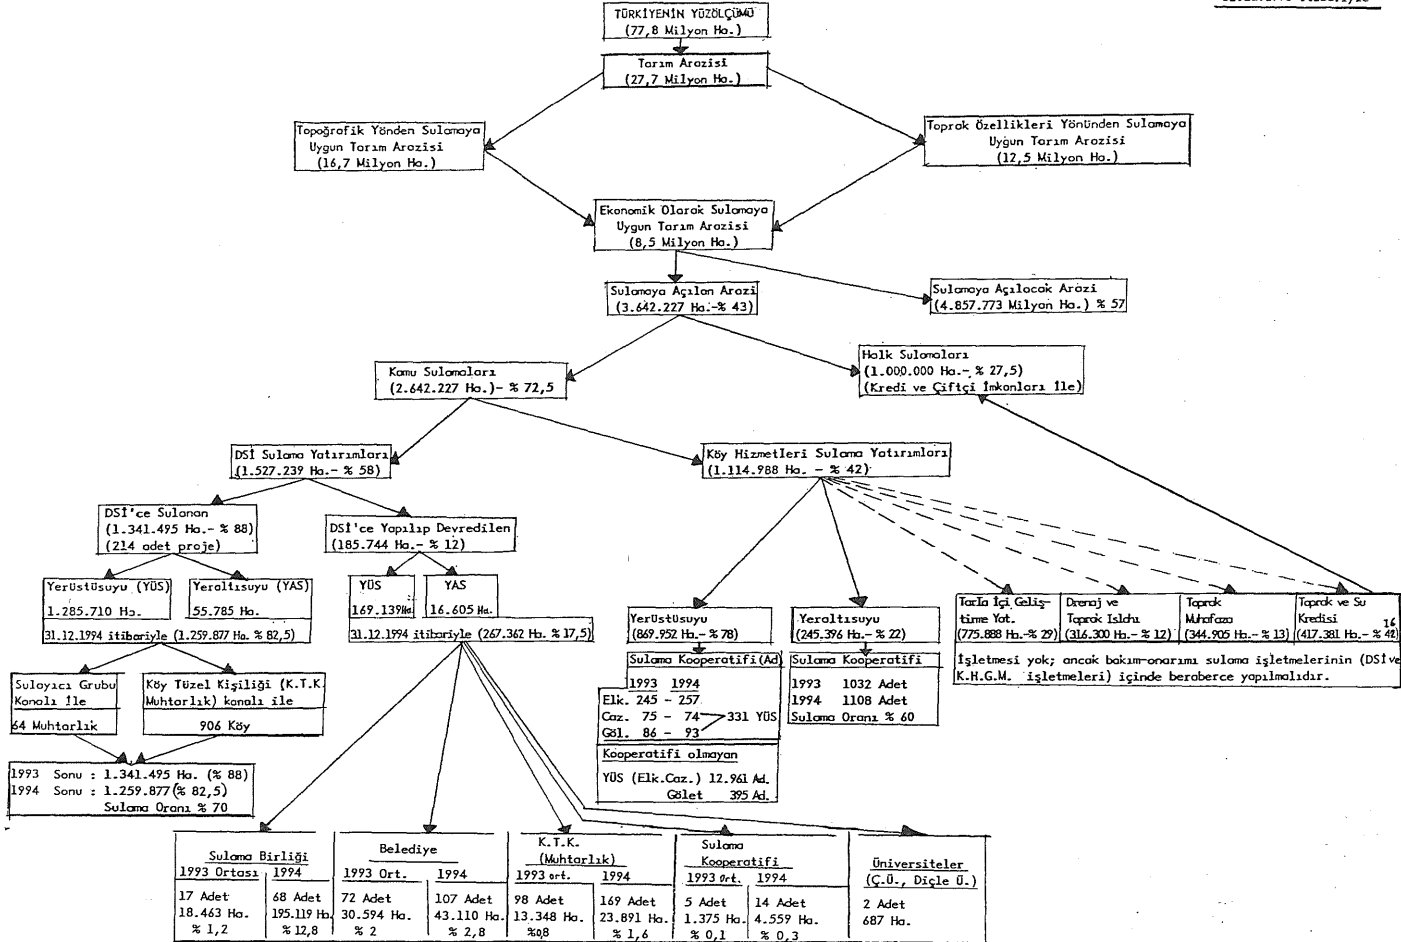 TÜRKİYENİN YÜZÖLÇÜMÜ
(77,8 Milyon Ha.)
Tarım Arazisi
(27,7 Milyon Ha.)
Topoğrafik Yönden Sulamaya
Uygun Tarım Arazisi
(16,7 Milyon Ha.)
Toprak Özellikleri Yönünden Sulamaya
Uygun Tarım Arazisi
(12,5 Milyon Ha.)
Ekonomik Olarak Sulamaya
Uygun Tarım Arazisi
(8,5 Milyon Ha.)
Sulamaya Açılan Arazi
(3.642.227 Ha.-% 43)
Sulamaya Açılacak Arazi
(4.857.773 Milyon Ha.) % 57
Kamu Sulamaları
(2.642.227 Ha.)- % 72,5
Halk Sulamaları
(1.000.000 Ha.- % 27,5)
(Kredi ve Çiftçi İmkanları İle)
DSİ Sulama Yatırımları
(1.527.239 Ha.- % 58)
Köy Hizmetleri Sulama Yatırımları
(1.114.988 Ha. - % 42)
DSİ'ce Sulanan
(1.341.495 Ha.- % 88)
(214 adet proje)
DSİ'ce Yapılıp Devredilen
(185.744 Ha.- % 12)
Yerüstüsuyu (YÜS)
1.285.710 Ha.
Yeraltısuyu (YAS)
55.785 Ha.
31.12.1994 itibariyle (1.259.877 Ha. % 82,5)
YÜS
169.139 Ha.
YAS
16.605 Ha.
31.12.1994 itibariyle (267.362 Ha. % 17,5)
Yerüstüsuyu
(869.952 Ha.-% 78)
Yeraltısuyu
(245.396 Ha.-% 22)
Tarla İçi Geliş-
tirme Yat.
(775.888 Ha.-% 29)
Drenaj ve
Toprak Islahı
(316.300 Ha.- % 12)
Toprak
Muhafaza
(344.905 Ha.- % 13)
Toprak ve Su
Kredisi 16
(417.381 Ha.- % 42)
İşletmesi yok; ancak bakım-onarımı sulama işletmelerinin (DSİ ve
K.H.G.M. işletmeleri) içinde beraberce yapılmalıdır.
Sulayıcı Grubu
Kanalı İle
64 Muhtarlık
Köy Tüzel Kişiliği (K.T.K.
Muhtarlık) kanalı ile
906 Köy
1993 Sonu : 1.341.495 Ha. (% 88)
1994 Sonu : 1.259.877 (% 82,5)
Sulama Oranı % 70
Sulama Kooperatifi (Ad)
1993 1994
Elk. 245 - 257
Caz. 75 - 74 331 YÜS
Göl. 86 - 93
Kooperatifi olmayan
YÜS (Elk.Caz.) 12.961 Ad.
Gölet 395 Ad.
Sulama Kooperatifi
1993 1032 Adet
1994 1108 Adet
Sulama Oranı % 60
Sulama Birliği
1993 Ortası 1994
17 Adet 68 Adet
18.463 Ha. 195.119 Ha
% 1,2 % 12,8
Belediye
1993 Ort. 1994
72 Adet 107 Adet
30.594 Ha. 43.110 Ha.
% 2 % 2,8
K.T.K.
(Muhtarlık)
1993 ort. 1994
98 Adet 169 Adet
13.348 Ha. 23.891 Ha.
%0,8 % 1,6
Sulama
Kooperatifi
1993 Ort. 1994
5 Adet 14 Adet
1.375 Ha. 4.559 Ha.
% 0,1 % 0,3
Üniversiteler
(Ç.Ü., Dicle Ü.)
2 Adet
687 Ha.